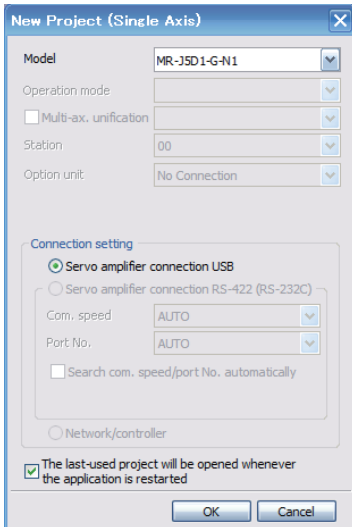 New Project (Single Axis)
Model MR-J5D1-G-N1
Operation mode
Multi-ax. unification
Station 00
Option unit No Connection
Connection setting
Servo amplifier connection USB
Servo amplifier connection RS-422 (RS-232C)
Com. speed AUTO
Port No. AUTO
Search com. speed/port No. automatically
Network/controller
The last-used project will be opened whenever
the application is restarted
OK Cancel